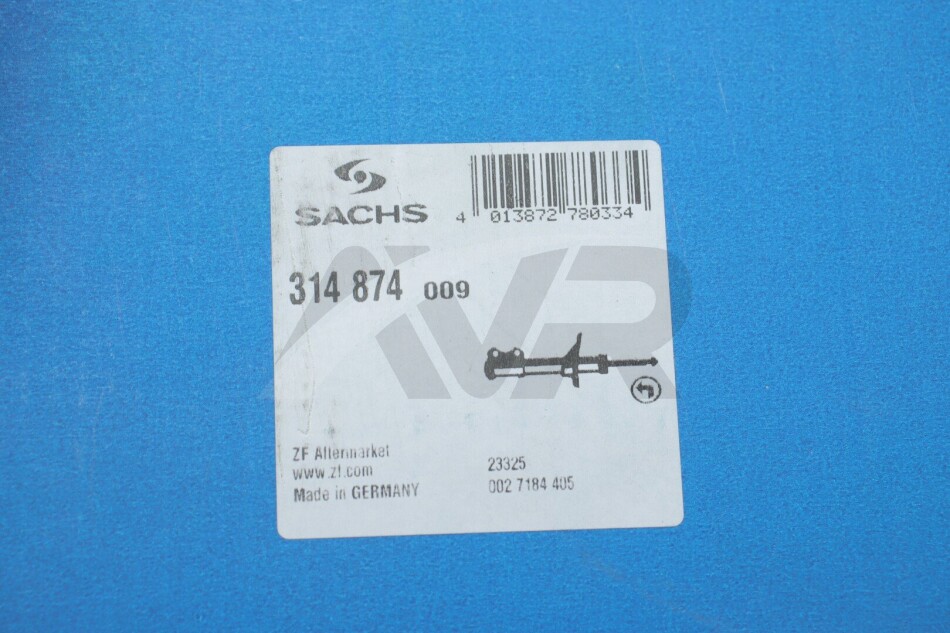 SACHS
4 013872 780334
314 874 009
AVR
ZF Aftermarket
www.zf.com
Made in GERMANY
23325
002 7184 405